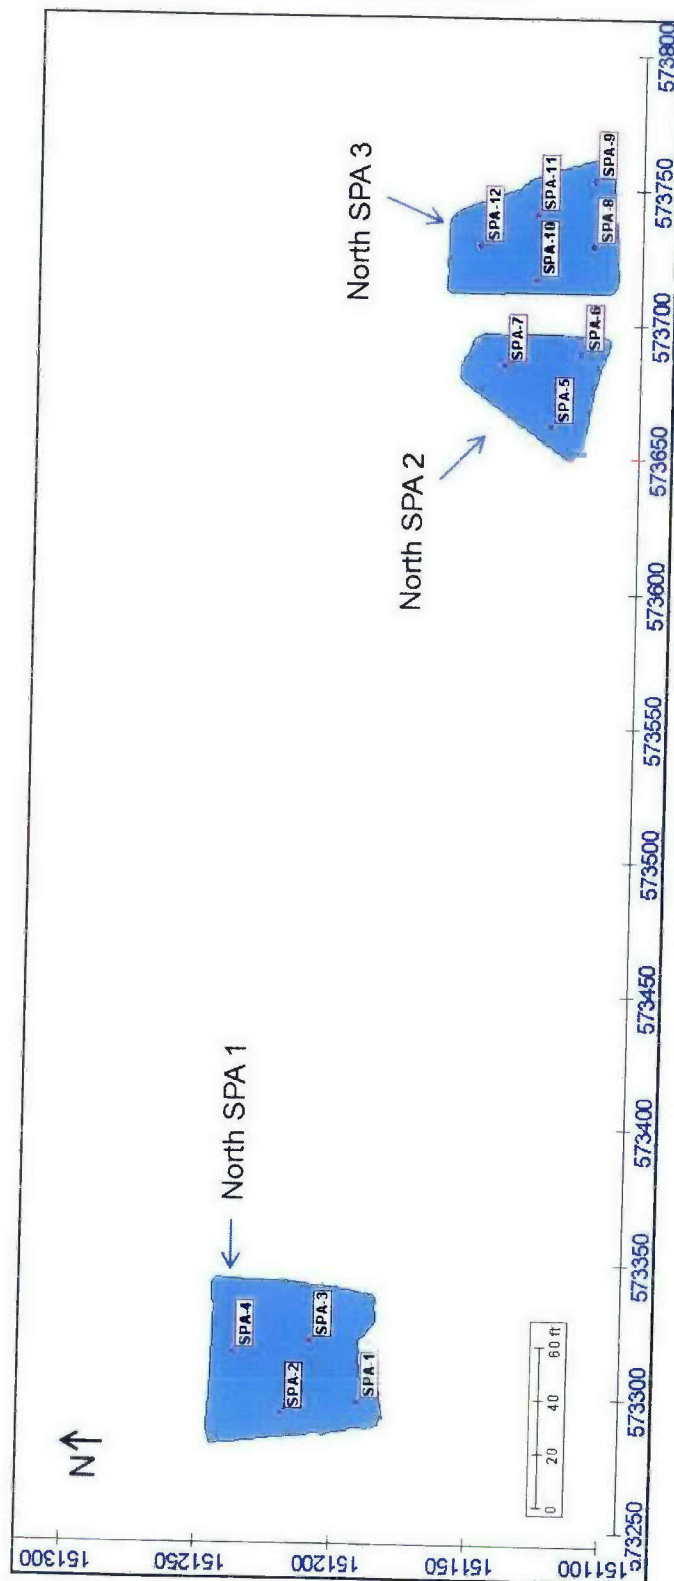 N
North SPA 1
SPA-4
SPA-3
SPA-2
SPA-1
North SPA 2
SPA-7
SPA-5
SPA-6
North SPA 3
SPA-12
SPA-11
SPA-10
SPA-9
SPA-8
0 20 40 60 ft
151300
151250
151200
151150
151100
573250
573300
573350
573400
573450
573500
573550
573600
573650
573700
573750
573800